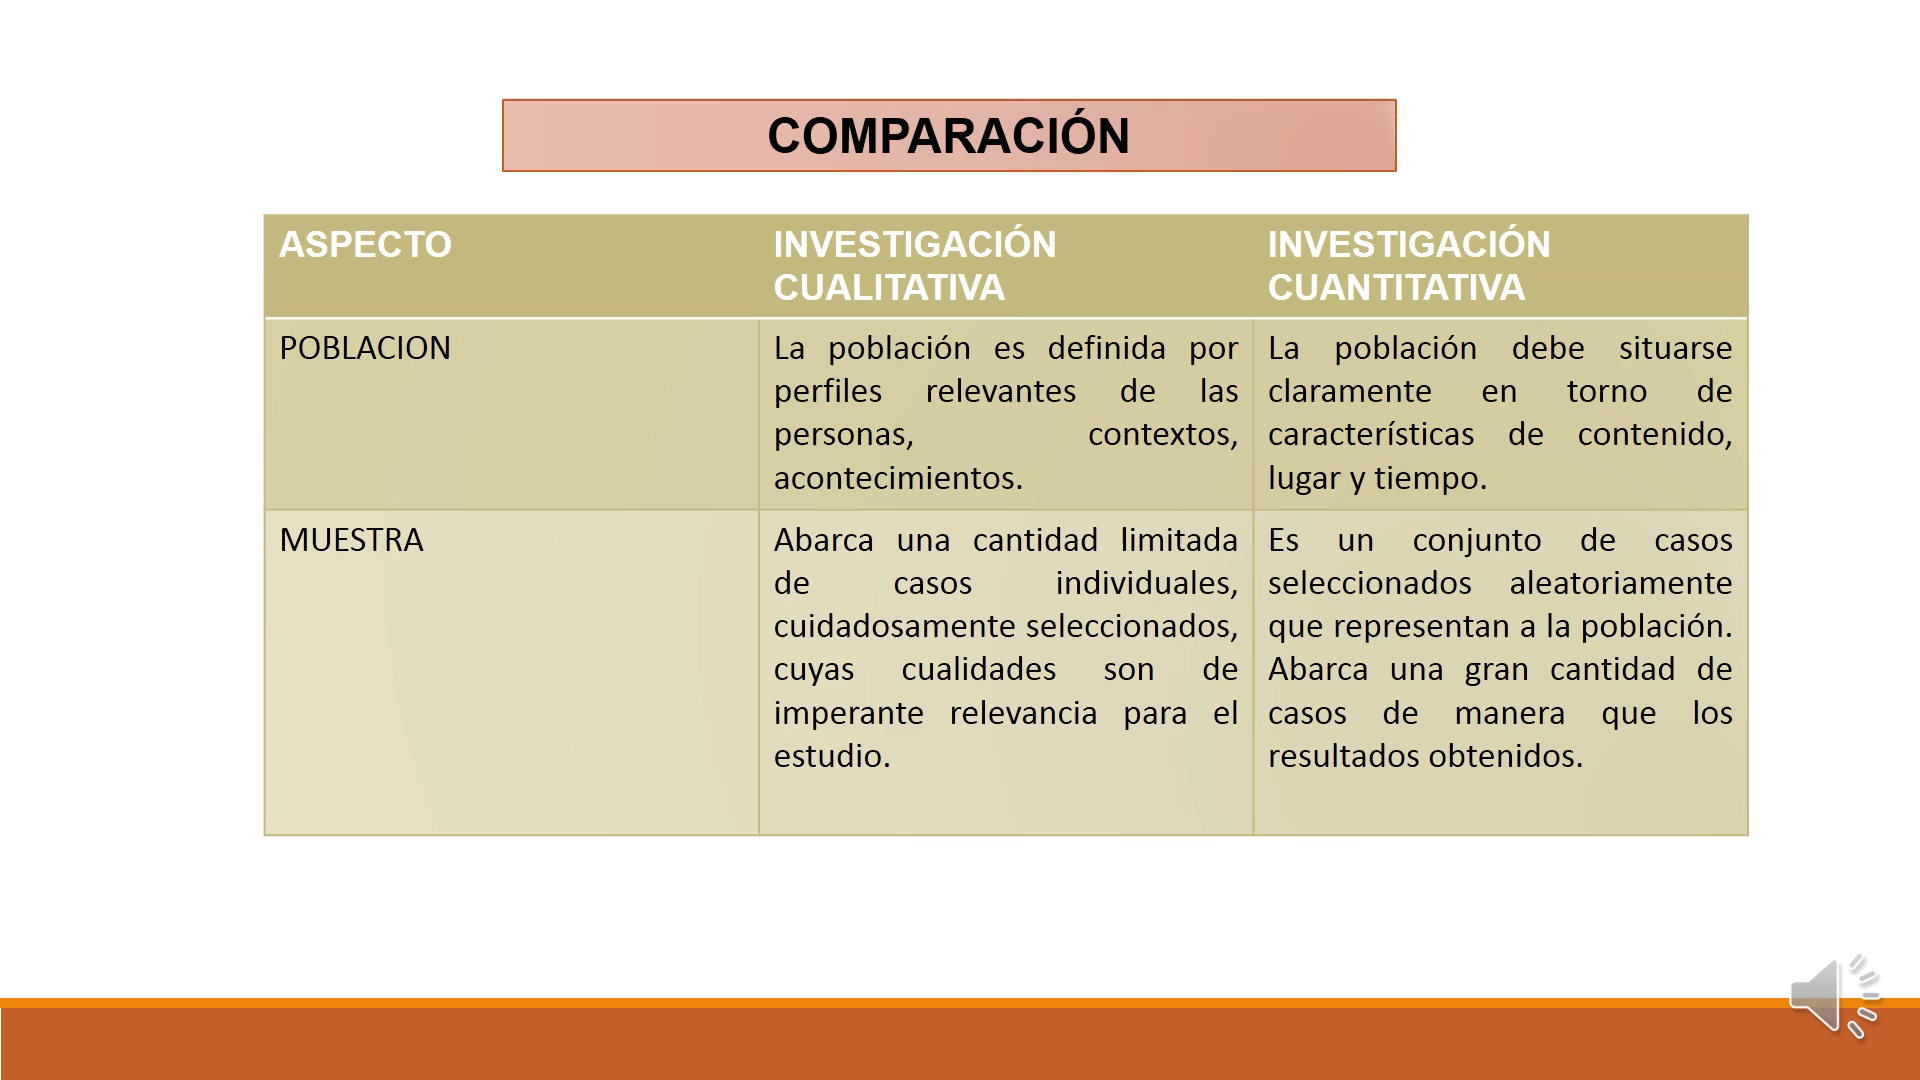 COMPARACIÓN
ASPECTO
INVESTIGACIÓN
CUALITATIVA
INVESTIGACIÓN
CUANTITATIVA
POBLACION
La población es definida por
perfiles relevantes de las
personas, contextos,
acontecimientos.
La población debe situarse
claramente en torno de
características de contenido,
lugar y tiempo.
MUESTRA
Abarca una cantidad limitada
de casos individuales,
cuidadosamente seleccionados,
cuyas cualidades son de
imperante relevancia para el
estudio.
Es un conjunto de casos
seleccionados aleatoriamente
que representan a la población.
Abarca una gran cantidad de
casos de manera que los
resultados obtenidos.